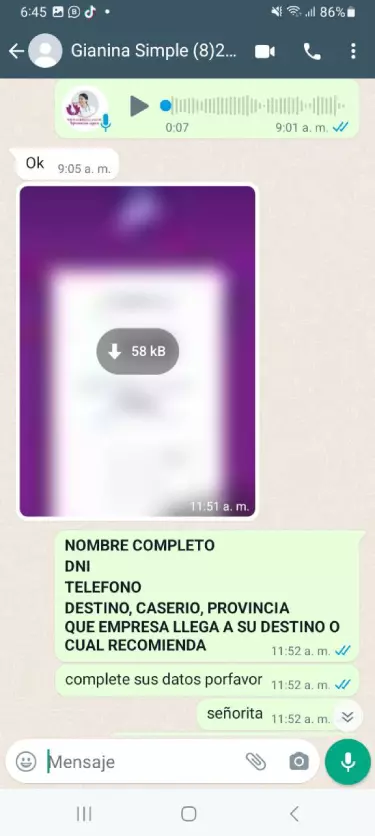 6:45
86%
Gianina Simple (8)2...
0:07
9:01 a. m.
Ok
9:05 a. m.
58 kB
11:51 a. m.
NOMBRE COMPLETO
DNI
TELEFONO
DESTINO, CASERIO, PROVINCIA
QUE EMPRESA LLEGA A SU DESTINO O
CUAL RECOMIENDA
11:52 a. m.
complete sus datos porfavor
11:52 a. m.
señorita
11:52 a. m.
Mensaje